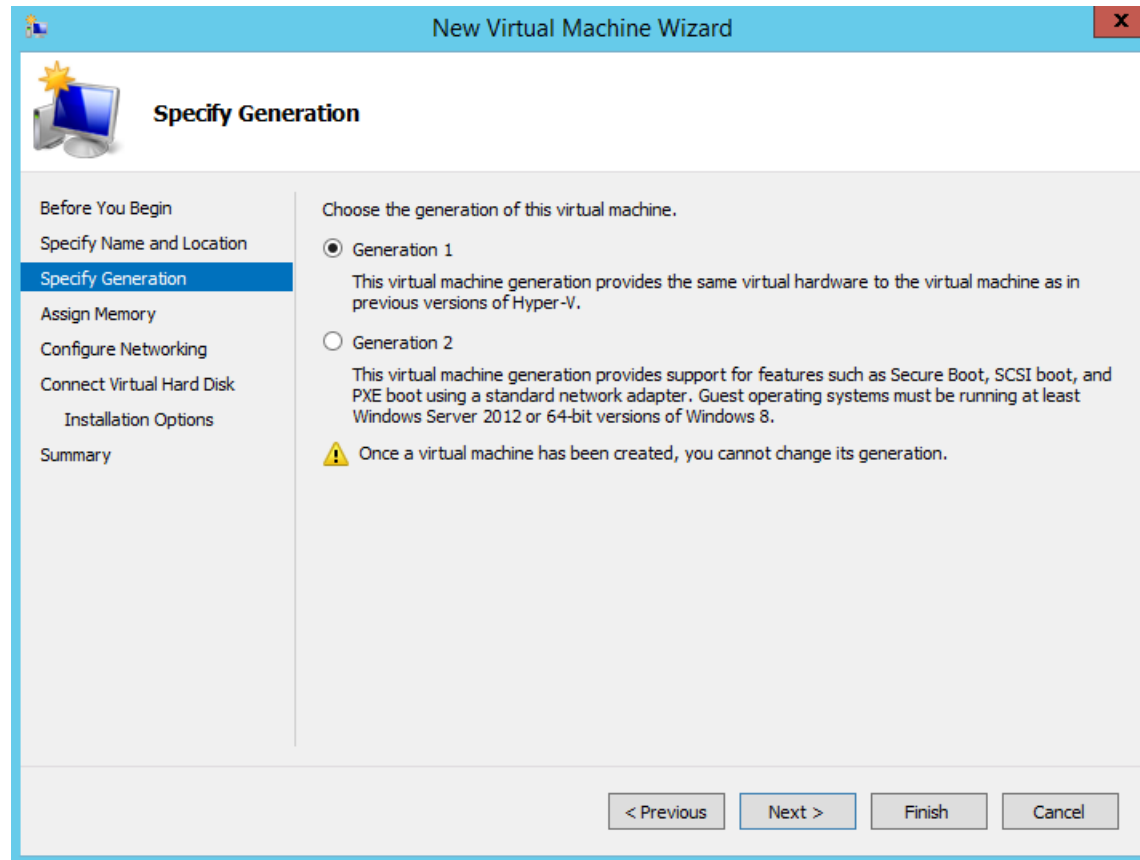 New Virtual Machine Wizard
x
Specify Generation
Before You Begin
Specify Name and Location
Specify Generation
Assign Memory
Configure Networking
Connect Virtual Hard Disk
Installation Options
Summary
Choose the generation of this virtual machine.
Generation 1
This virtual machine generation provides the same virtual hardware to the virtual machine as in
previous versions of Hyper-V.
Generation 2
This virtual machine generation provides support for features such as Secure Boot, SCSI boot, and
PXE boot using a standard network adapter. Guest operating systems must be running at least
Windows Server 2012 or 64-bit versions of Windows 8.
Once a virtual machine has been created, you cannot change its generation.
< Previous
Next >
Finish
Cancel